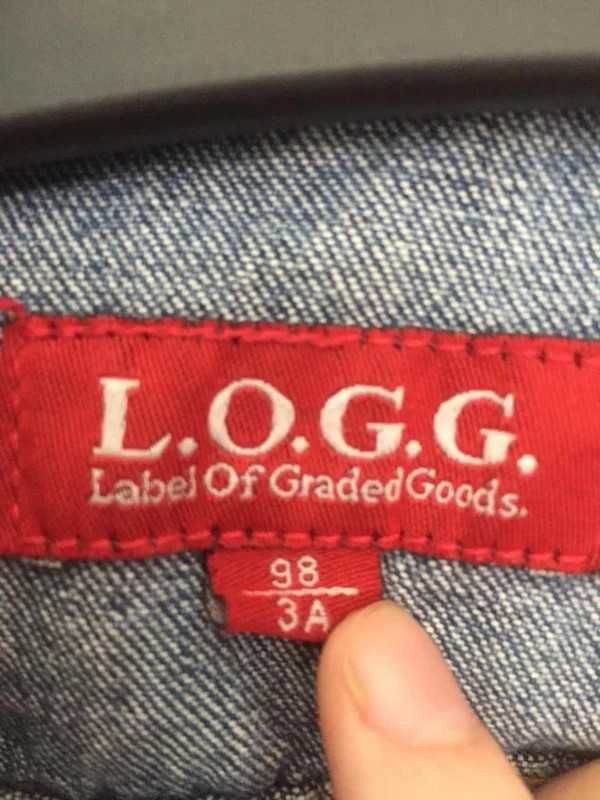 L.O.G.G.
Label Of Graded Goods.
98
3A